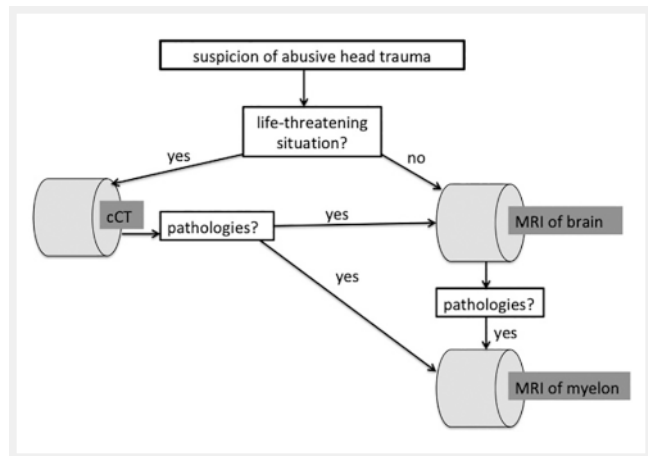 suspicion of abusive head trauma
life-threatening
situation?
yes
no
cCT
pathologies?
yes
MRI of brain
yes
pathologies?
yes
MRI of myelon